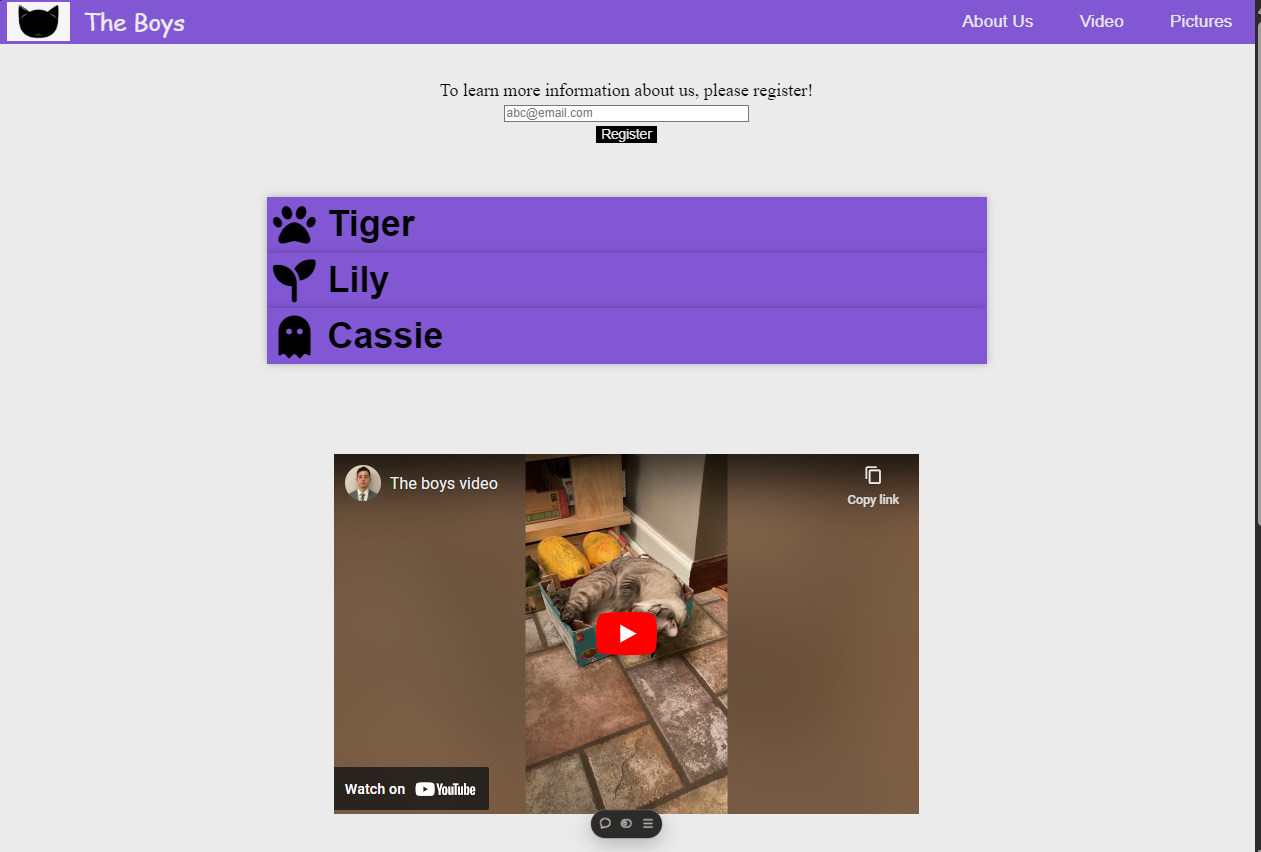 The Boys
About Us
Video
Pictures
To learn more information about us, please register!
abc@email.com
Register
Tiger
Lily
Cassie
The boys video
Copy link
Watch on YouTube